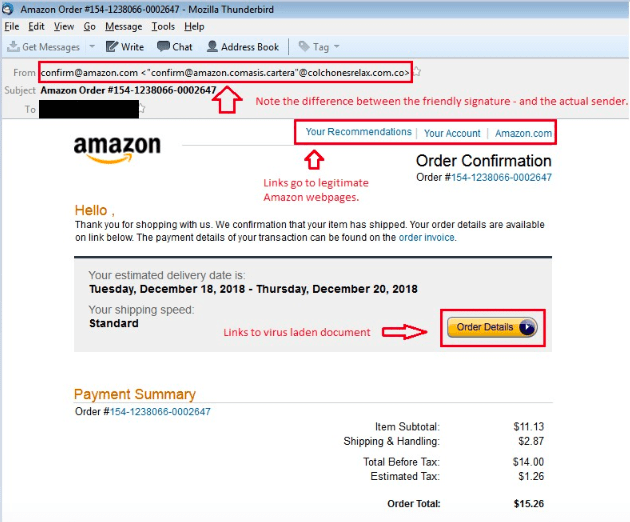 Amazon Order #154-1238066-0002647 - Mozilla Thunderbird
File Edit View Go Message Tools Help
Get Messages Write Chat Address Book Tag
From confirm@amazon.com <"confirm@amazon.comasis.cartera"@colchonesrelax.com.co>
Subject Amazon Order #154-1238066-0002647
To
Note the difference between the friendly signature - and the actual sender.
amazon
Your Recommendations | Your Account | Amazon.com
Links go to legitimate
Amazon webpages.
Order Confirmation
Order #154-1238066-0002647
Hello ,
Thank you for shopping with us. We confirmation that your item has shipped. Your order details are available
on link below. The payment details of your transaction can be found on the order invoice.
Your estimated delivery date is:
Tuesday, December 18, 2018 - Thursday, December 20, 2018
Your shipping speed:
Standard
Links to virus laden document
Order Details
Payment Summary
Order #154-1238066-0002647
Item Subtotal: $11.13
Shipping & Handling: $2.87
Total Before Tax: $14.00
Estimated Tax: $1.26
Order Total: $15.26